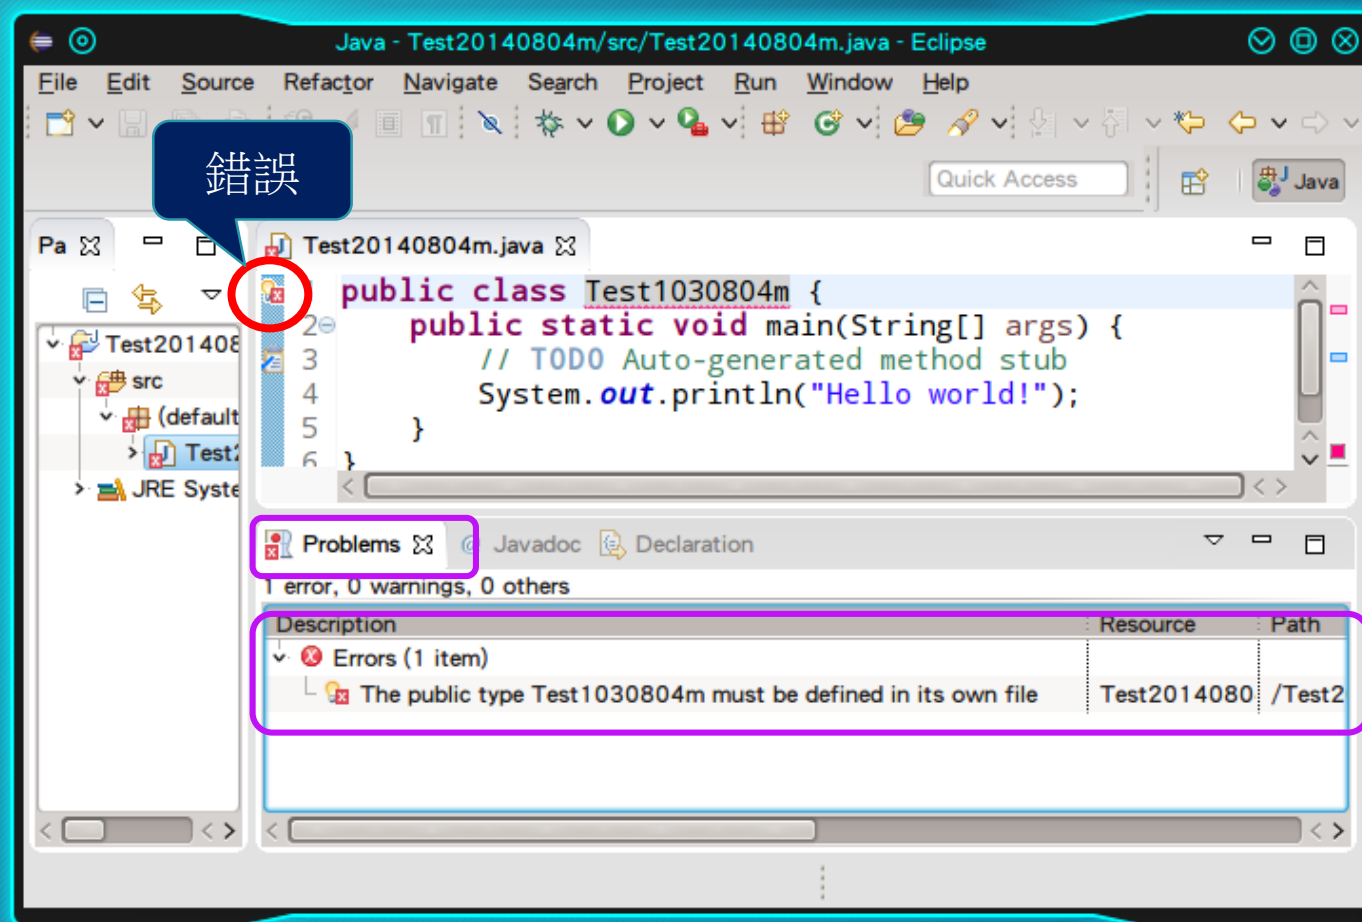 Java - Test20140804m/src/Test20140804m.java - Eclipse
File Edit Source Refactor Navigate Search Project Run Window Help
錯誤
Quick Access
Java
Pa
Test20140804m.java
public class Test1030804m {
2 public static void main(String[] args) {
3 // TODO Auto-generated method stub
4 System.out.println("Hello world!");
5 }
6 }
Test201408
src
(default
Test2
JRE Syste
Problems @ Javadoc Declaration
1 error, 0 warnings, 0 others
Description Resource Path
Errors (1 item)
The public type Test1030804m must be defined in its own file Test2014080 /Test2